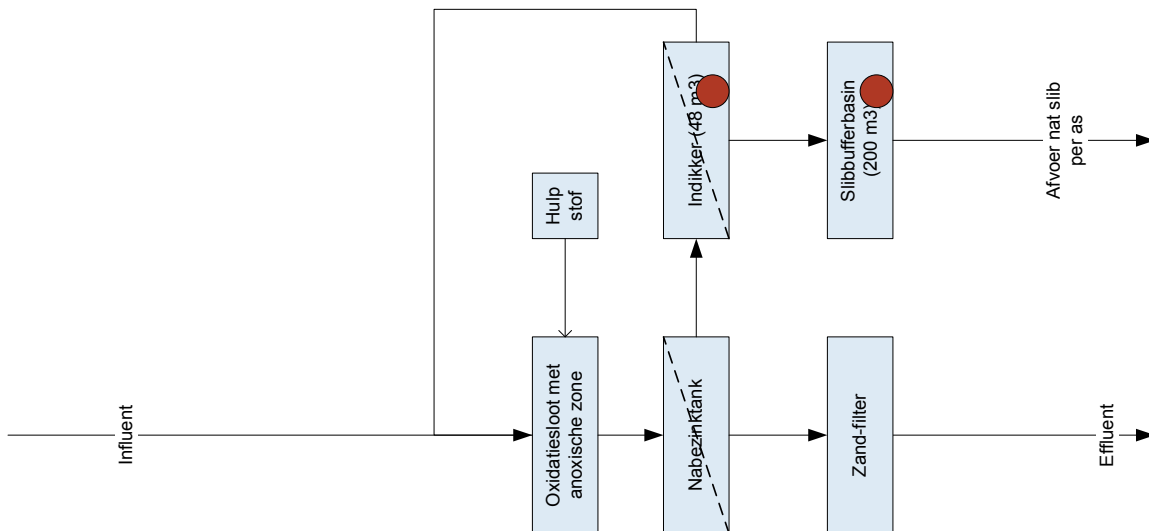 Influent
Oxidatiesloot met
anoxische zone
Hulp
stof
Nabezinktank
Indikker (48 m3)
Zand-filter
Slibbufferbasin
(200 m3)
Afvoer nat slib
per as
Effluent